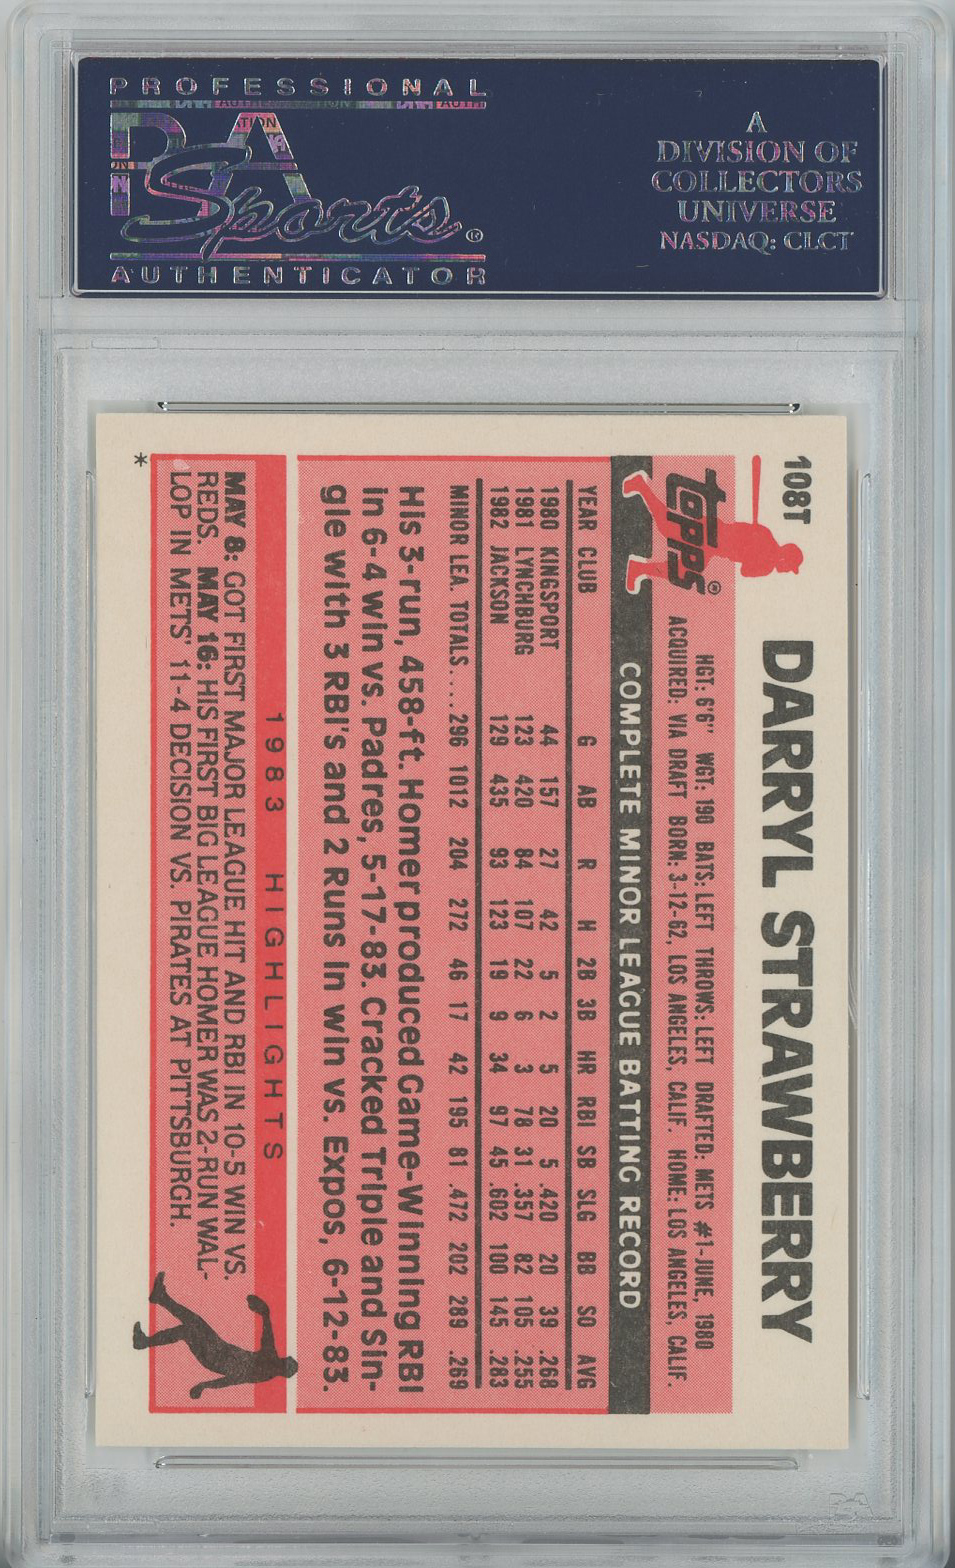 PROFESSIONAL
PSA
Sports®
AUTHENTICATOR
A
DIVISION OF
COLLECTORS
UNIVERSE
NASDAQ: CLCT
108T
DARRYL STRAWBERRY
Topps®
HGT: 6'6" WGT: 190 BATS: LEFT THROWS: LEFT DRAFTED: METS #1-JUNE, 1980
ACQUIRED: VIA DRAFT BORN: 3-12-62, LOS ANGELES, CALIF. HOME: LOS ANGELES, CALIF.
COMPLETE MINOR LEAGUE BATTING RECORD
YEAR CLUB G AB R H 2B 3B HR RBI SB SLG BB SO AVG
1980 KINGSPORT 44 157 27 42 5 2 5 20 5 .420 20 39 .268
1981 LYNCHBURG 123 420 84 107 22 6 3 78 31 .357 82 105 .255
1982 JACKSON 129 435 93 123 19 9 34 97 45 .602 100 145 .283
MINOR LEA. TOTALS.... 296 1012 204 272 46 17 42 195 81 .472 202 289 .269
His 3-run, 458-ft. Homer produced Game-Winning RBI
in 6-4 win vs. Padres, 5-17-83. Cracked Triple and Sin-
gle with 3 RBI's and 2 Runs in win vs. Expos, 6-12-83.
1983 HIGHLIGHTS
MAY 8: GOT FIRST MAJOR LEAGUE HIT AND RBI IN 10-5 WIN VS.
REDS. MAY 16: HIS FIRST BIG LEAGUE HOMER WAS 2-RUN WAL-
LOP IN METS' 11-4 DECISION VS. PIRATES AT PITTSBURGH.
*